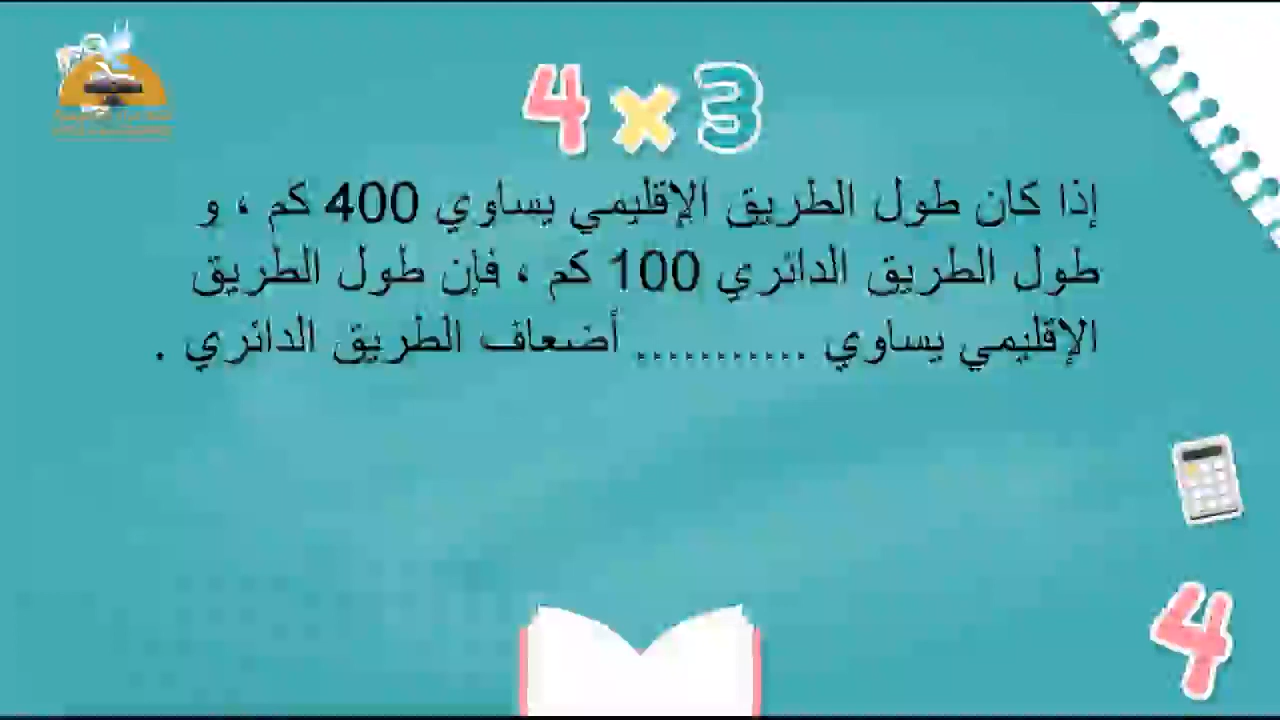 4 × 3
إذا كان طول الطريق الإقليمي يساوي 400 كم ، و
طول الطريق الدائري 100 كم ، فإن طول الطريق
الإقليمي يساوي ........... أضعاف الطريق الدائري .
4